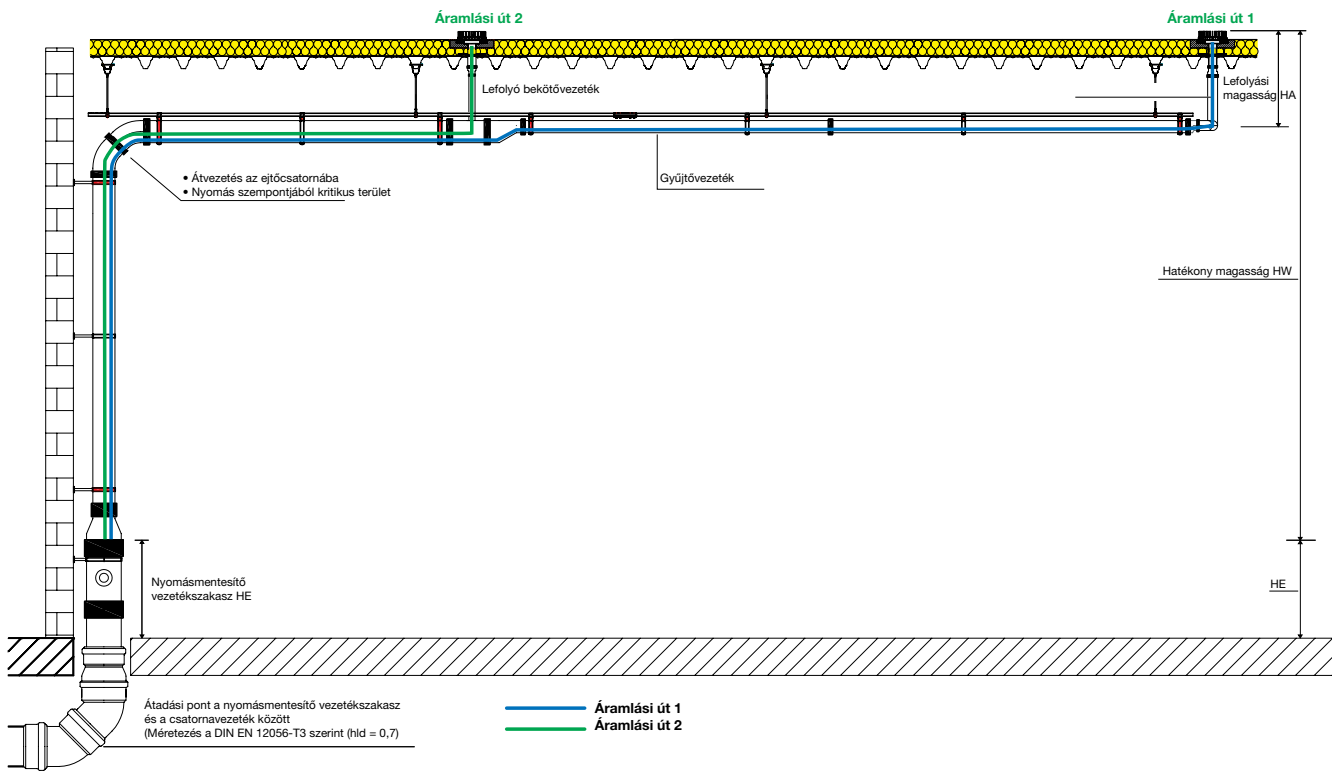 Áramlási út 2
Áramlási út 1
Lefolyó bekötővezeték
Lefolyási
magasság HA
• Átvezetés az ejtőcsatornába
• Nyomás szempontjából kritikus terület
Gyűjtővezeték
Hatékony magasság HW
Nyomásmentesítő
vezetékszakasz HE
HE
Átadási pont a nyomásmentesítő vezetékszakasz
és a csatornavezeték között
(Méretezés a DIN EN 12056-T3 szerint (hld = 0,7)
Áramlási út 1
Áramlási út 2